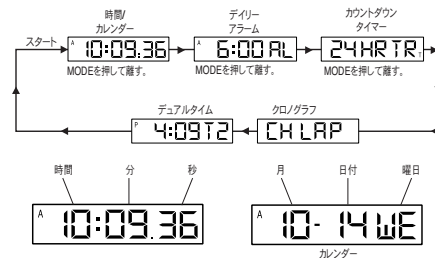 時間/
カレンダー
デイリー
アラーム
カウントダウン
タイマー
スタート
A 10:09.36
A 6:00 AL
24HRTR T
MODEを押して離す。
MODEを押して離す。
MODEを押して離す。
デュアルタイム
クロノグラフ
P 4:09T2
CH LAP
時間
分
秒
月
日付
曜日
A 10:09.36
A 10-14 WE
カレンダー